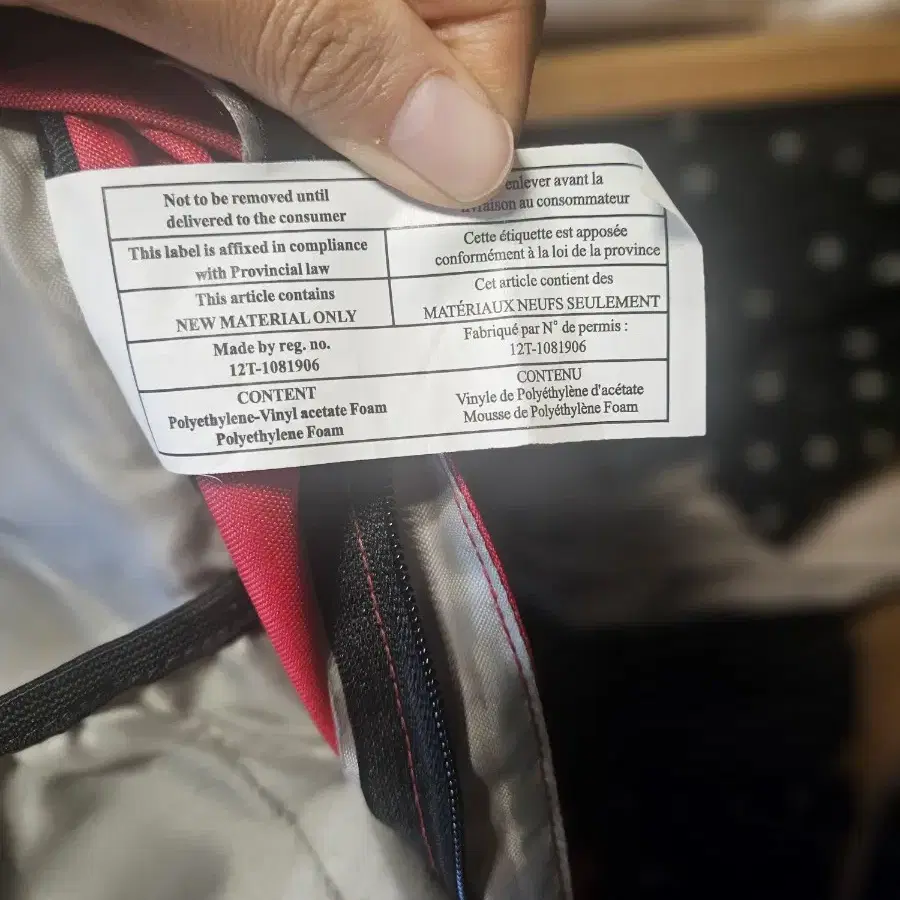 Not to be removed until
delivered to the consumer
enlever avant la
livraison au consommateur
This label is affixed in compliance
with Provincial law
Cette étiquette est apposée
conformément à la loi de la province
This article contains
NEW MATERIAL ONLY
Cet article contient des
MATÉRIAUX NEUFS SEULEMENT
Made by reg. no.
12T-1081906
Fabriqué par N° de permis :
12T-1081906
CONTENT
Polyethylene-Vinyl acetate Foam
Polyethylene Foam
CONTENU
Vinyle de Polyéthylène d'acétate
Mousse de Polyéthylène Foam